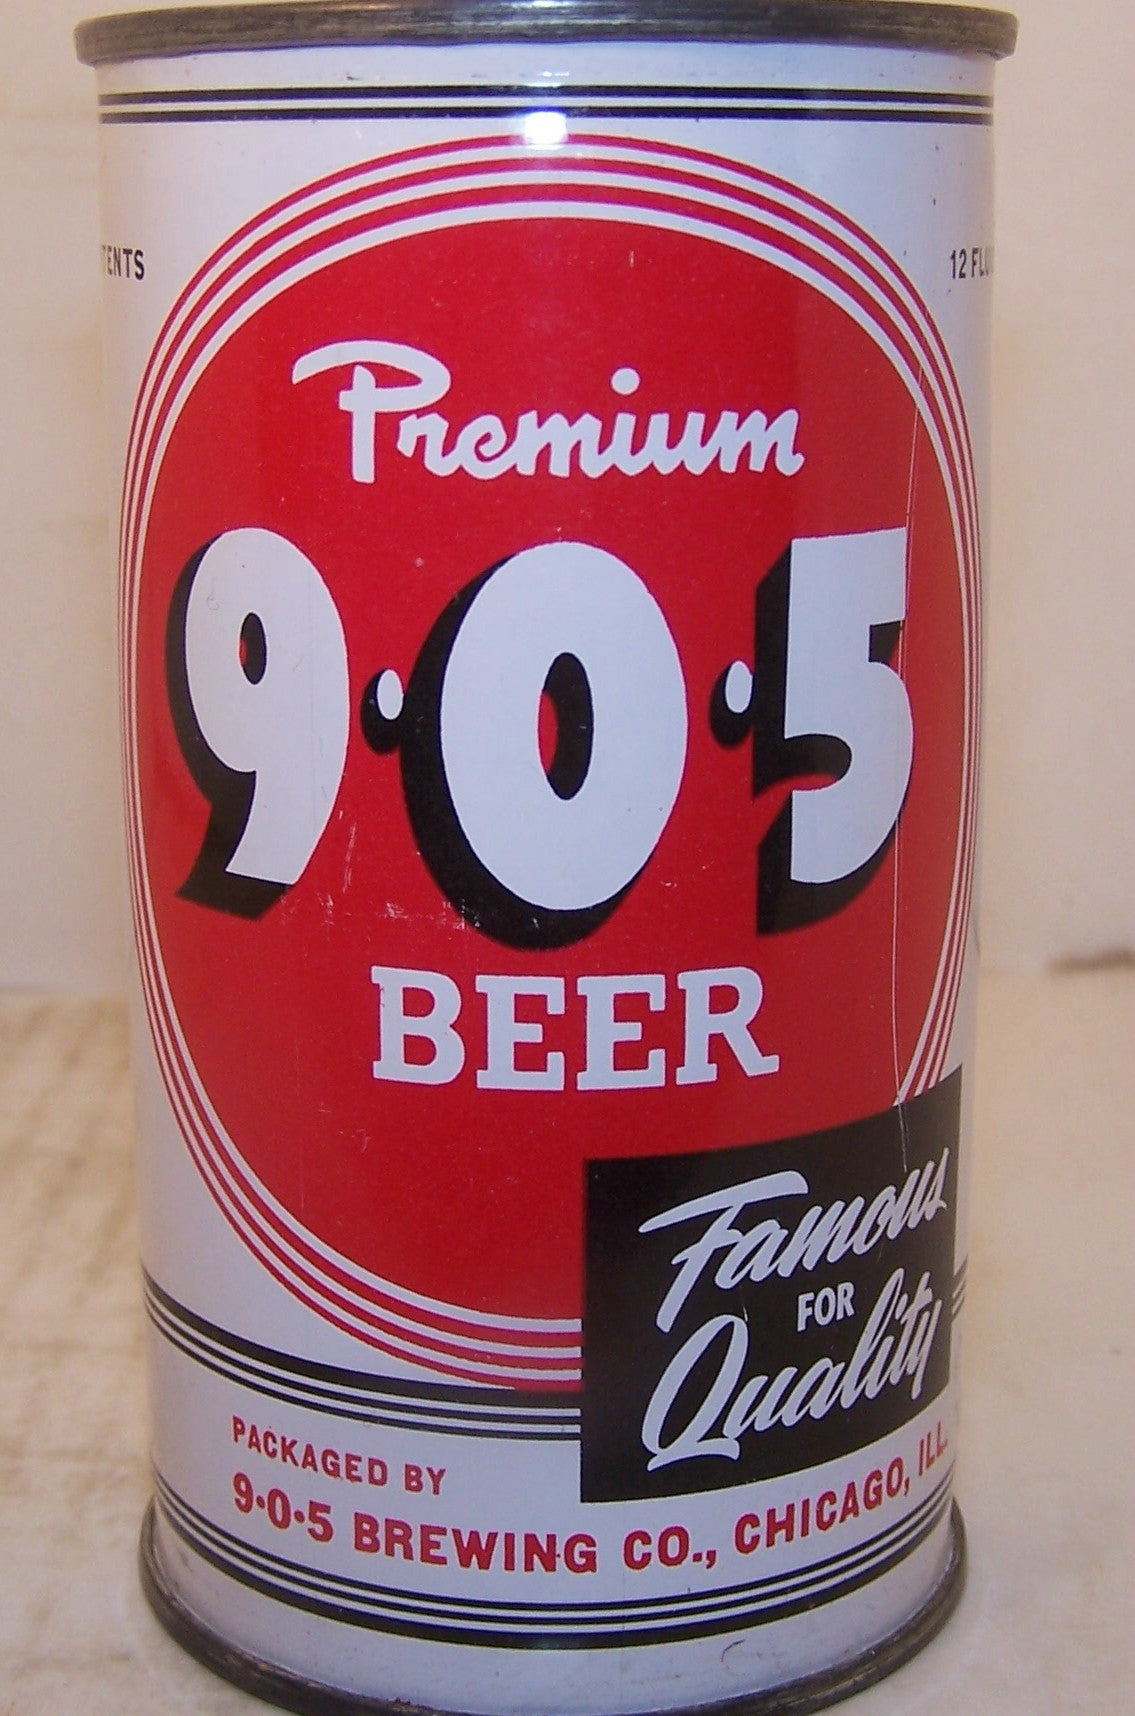 12
Premium
9·0·5
BEER
Famous
FOR
Quality
PACKAGED BY
9·0·5 BREWING CO., CHICAGO, ILL.